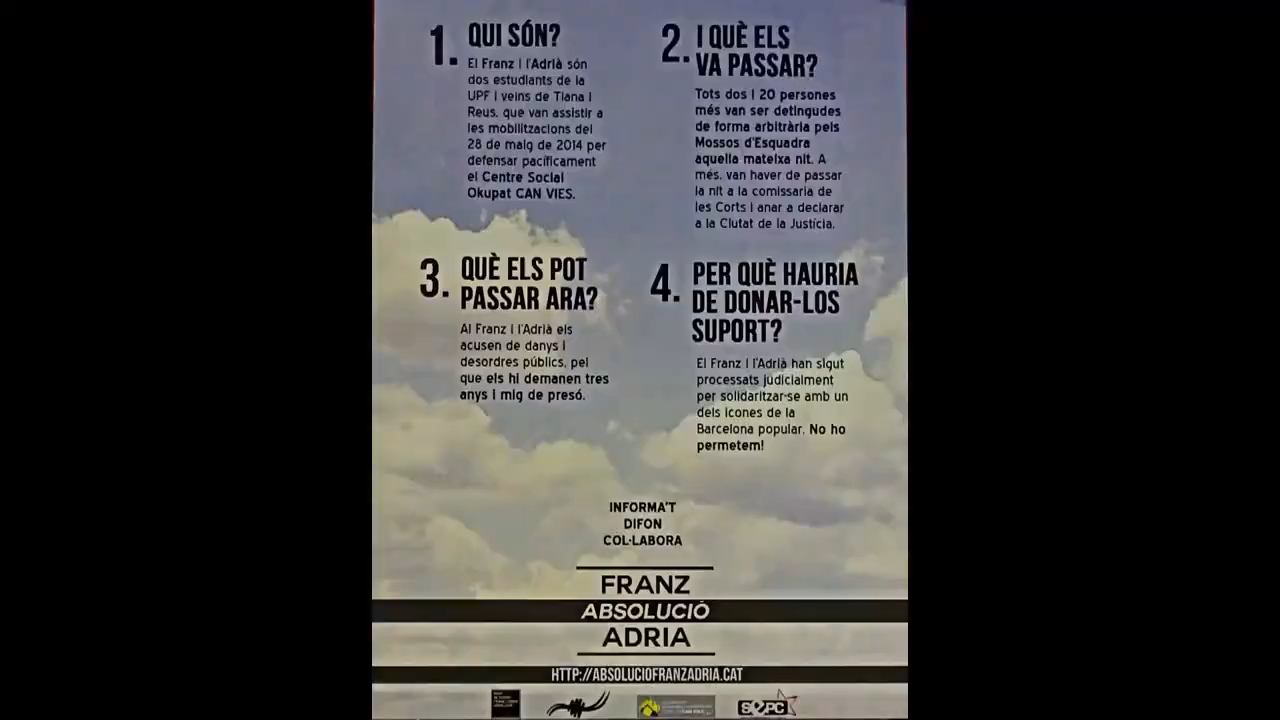 1. QUI SÓN?
El Franz i l'Adrià són
dos estudiants de la
UPF i veïns de Tiana i
Reus, que van assistir a
les mobilitzacions del
28 de maig de 2014 per
defensar pacíficament
el Centre Social
Okupat CAN VIES.
2. I QUÈ ELS
VA PASSAR?
Tots dos i 20 persones
més van ser detingudes
de forma arbitrària pels
Mossos d'Esquadra
aquella mateixa nit. A
més, van haver de passar
la nit a la comissaria de
les Corts i anar a declarar
a la Ciutat de la Justícia.
3. QUÈ ELS POT
PASSAR ARA?
Al Franz i l'Adrià els
acusen de danys i
desordres públics, pel
que els hi demanen tres
anys i mig de presó.
4. PER QUÈ HAURIA
DE DONAR-LOS
SUPORT?
El Franz i l'Adrià han sigut
processats judicialment
per solidaritzar-se amb un
dels icones de la
Barcelona popular. No ho
permetem!
INFORMA'T
DIFON
COL·LABORA
FRANZ
ABSOLUCIÓ
ADRIA
HTTP://ABSOLUCIOFRANZADRIA.CAT
SEPC